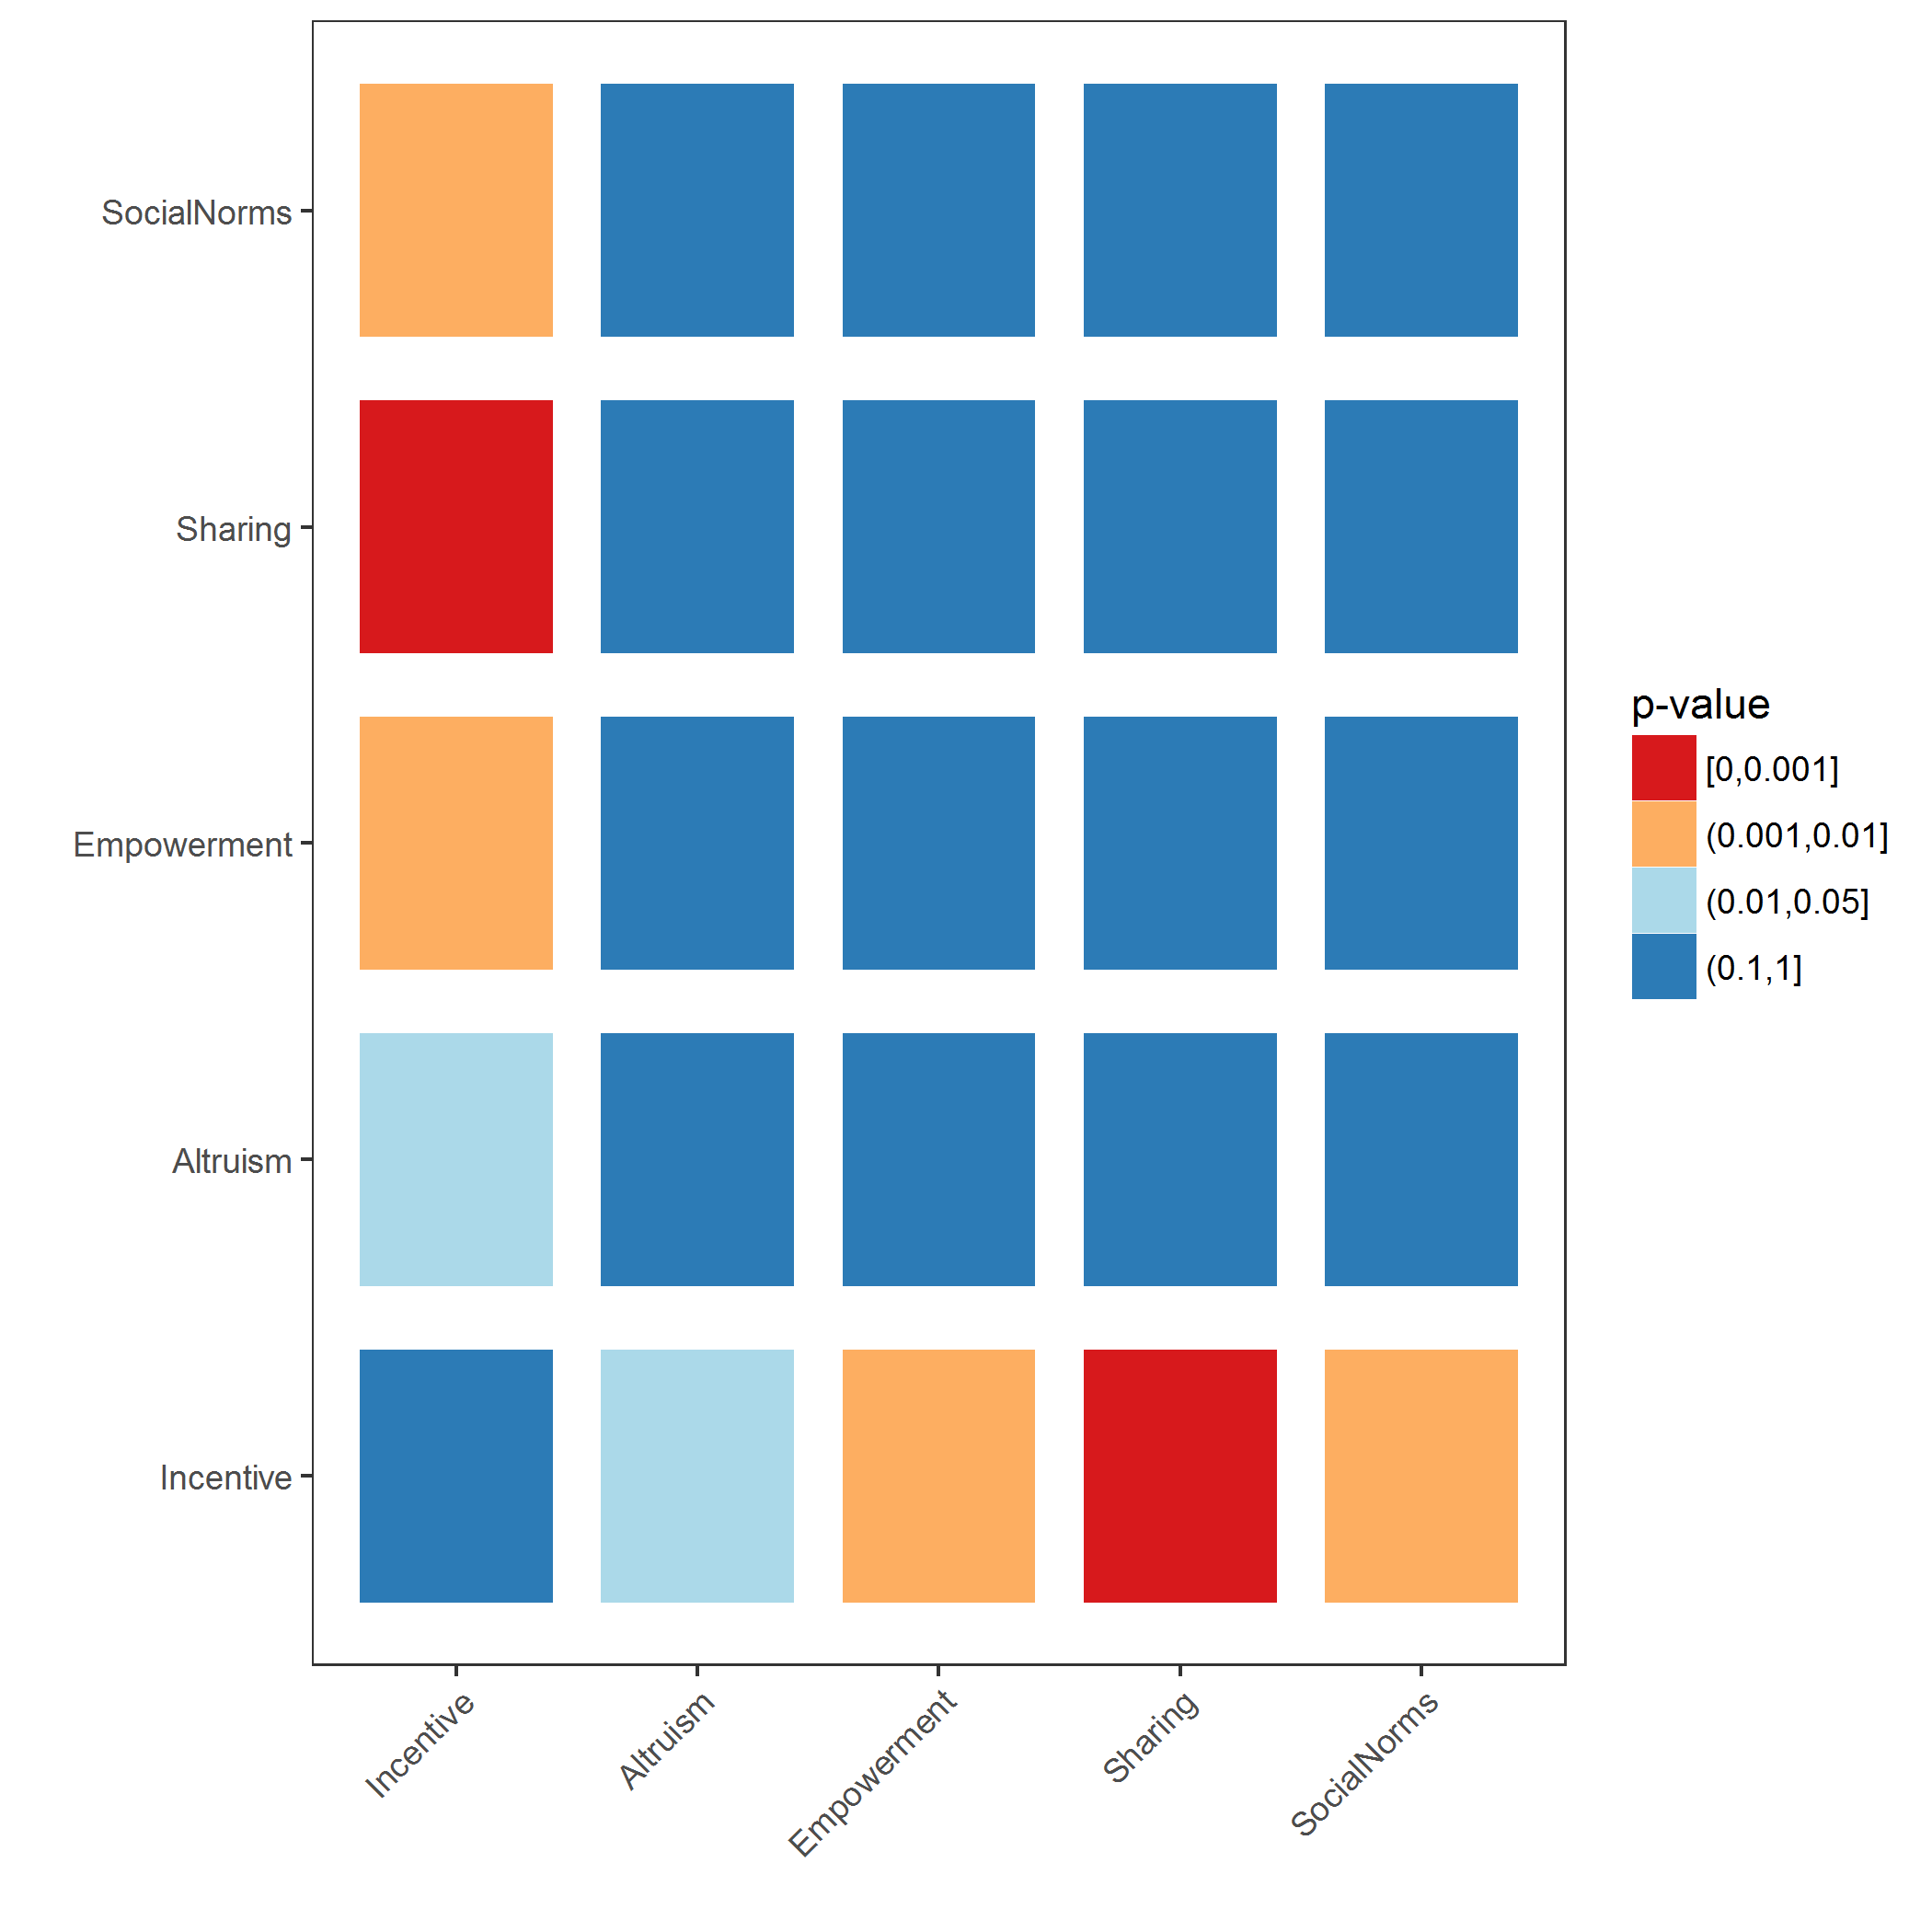 SocialNorms
Sharing
Empowerment
Altruism
Incentive
Incentive
Altruism
Empowerment
Sharing
SocialNorms
p-value
[0,0.001]
(0.001,0.01]
(0.01,0.05]
(0.1,1]